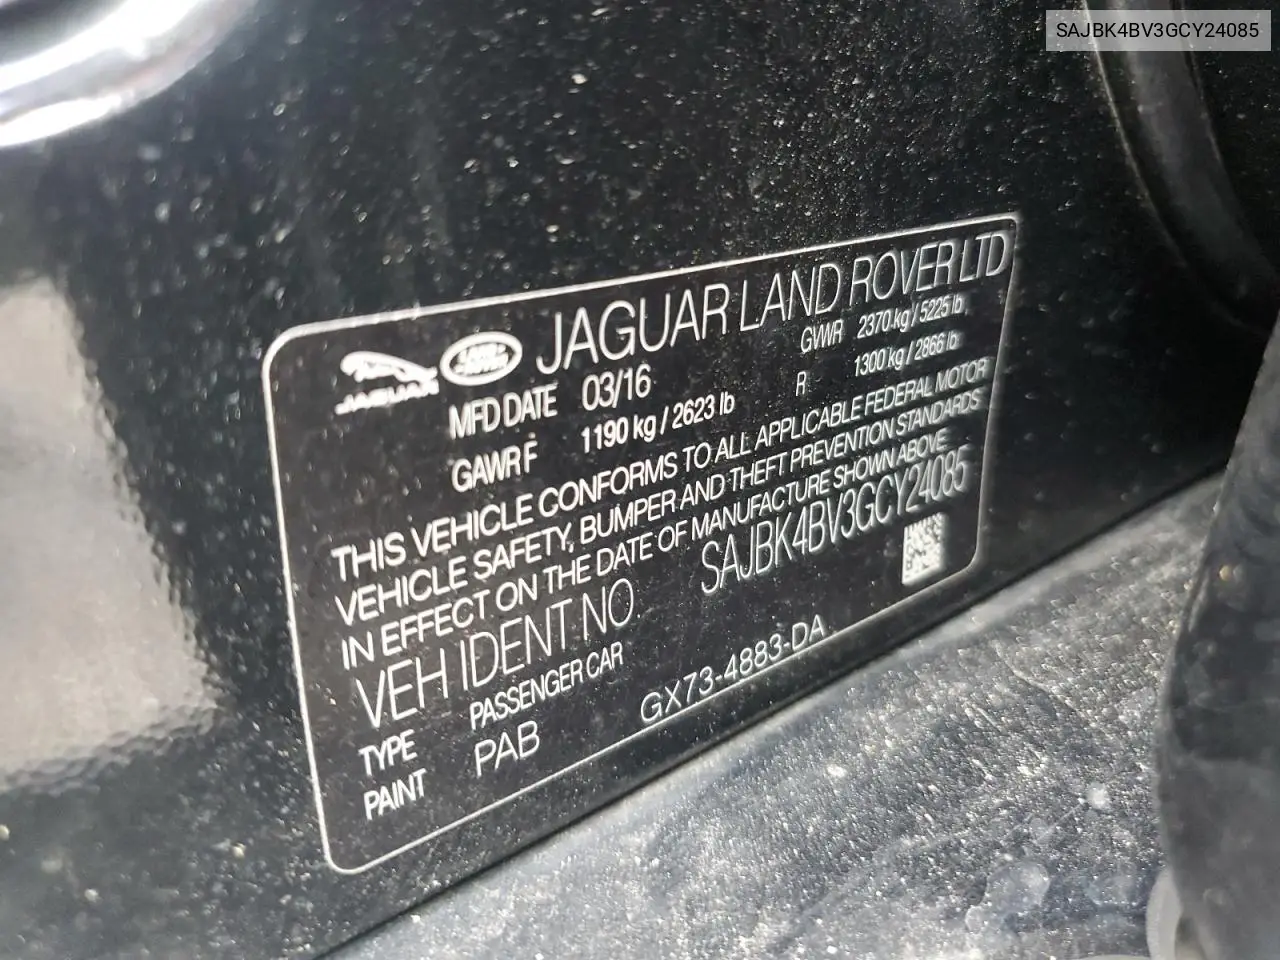 SAJBK4BV3GCY24085
JAGUAR LAND ROVER JAGUAR LAND ROVER LTD
MFD DATE 03/16 GVWR 2370 kg / 5225 lb
GAWR F 1190 kg / 2623 lb R 1300 kg / 2866 lb
THIS VEHICLE CONFORMS TO ALL APPLICABLE FEDERAL MOTOR
VEHICLE SAFETY, BUMPER AND THEFT PREVENTION STANDARDS
IN EFFECT ON THE DATE OF MANUFACTURE SHOWN ABOVE
VEH IDENT NO. SAJBK4BV3GCY24085
TYPE PASSENGER CAR
PAINT PAB GX73-4883-DA